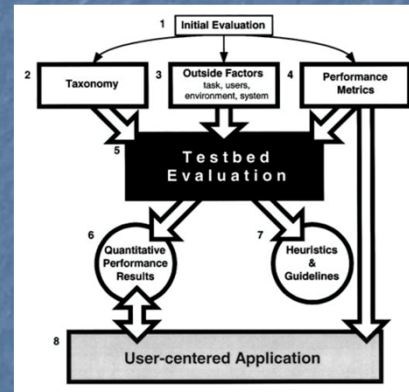 1 Initial Evaluation
2 Taxonomy
3 Outside Factors
task, users,
environment, system
4 Performance
Metrics
5 Testbed
Evaluation
6 Quantitative
Performance
Results
7 Heuristics
&
Guidelines
8 User-centered Application